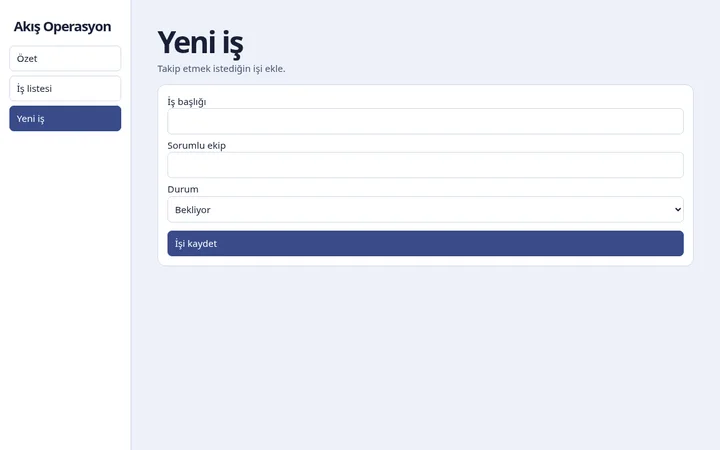 Akış Operasyon
Özet
İş listesi
Yeni iş
Yeni iş
Takip etmek istediğin işi ekle.
İş başlığı
Sorumlu ekip
Durum
Bekliyor
İşi kaydet